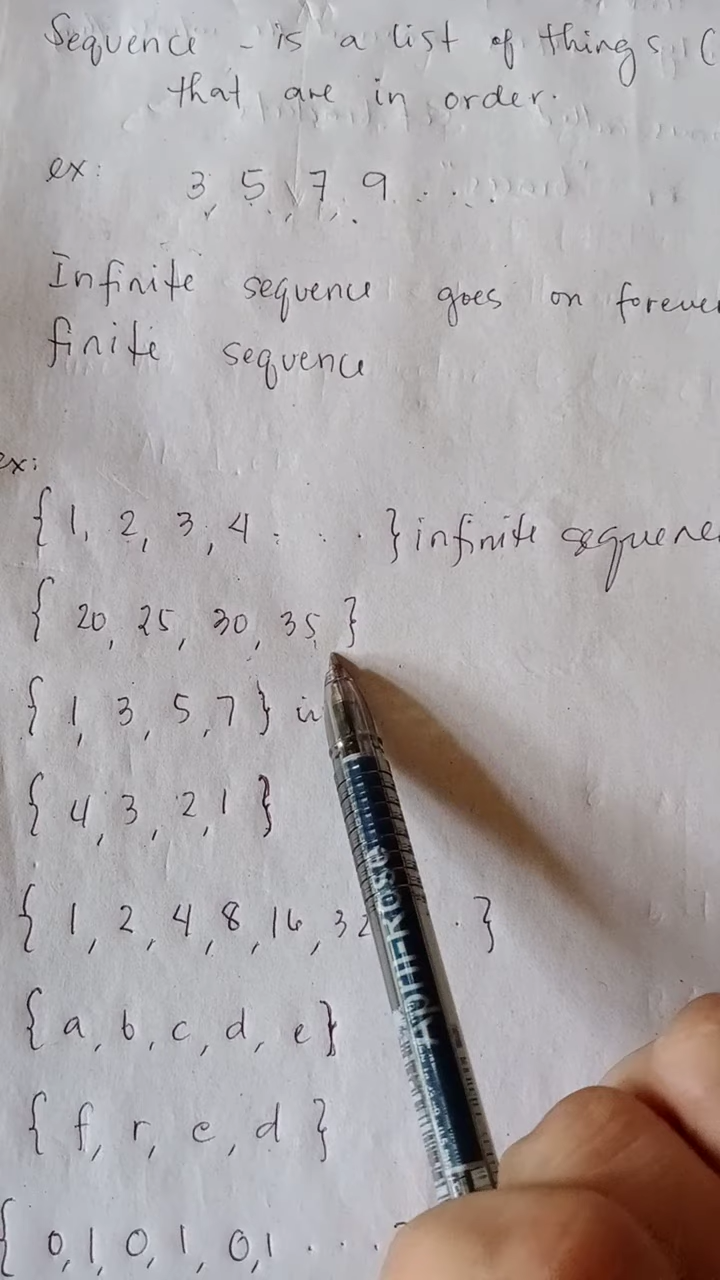 Sequence - is a list of things (
that are in order.
ex: 3, 5, 7, 9 . . . .
Infinite sequence goes on forever
finite sequence
ex:
{ 1, 2, 3, 4 . . . } infinite sequence
{ 20, 25, 30, 35 }
{ 1, 3, 5, 7 }
{ 4, 3, 2, 1 }
{ 1, 2, 4, 8, 16, 32 . }
{ a, b, c, d, e }
{ f, r, e, d }
{ 0, 1, 0, 1, 0, 1 . . . .